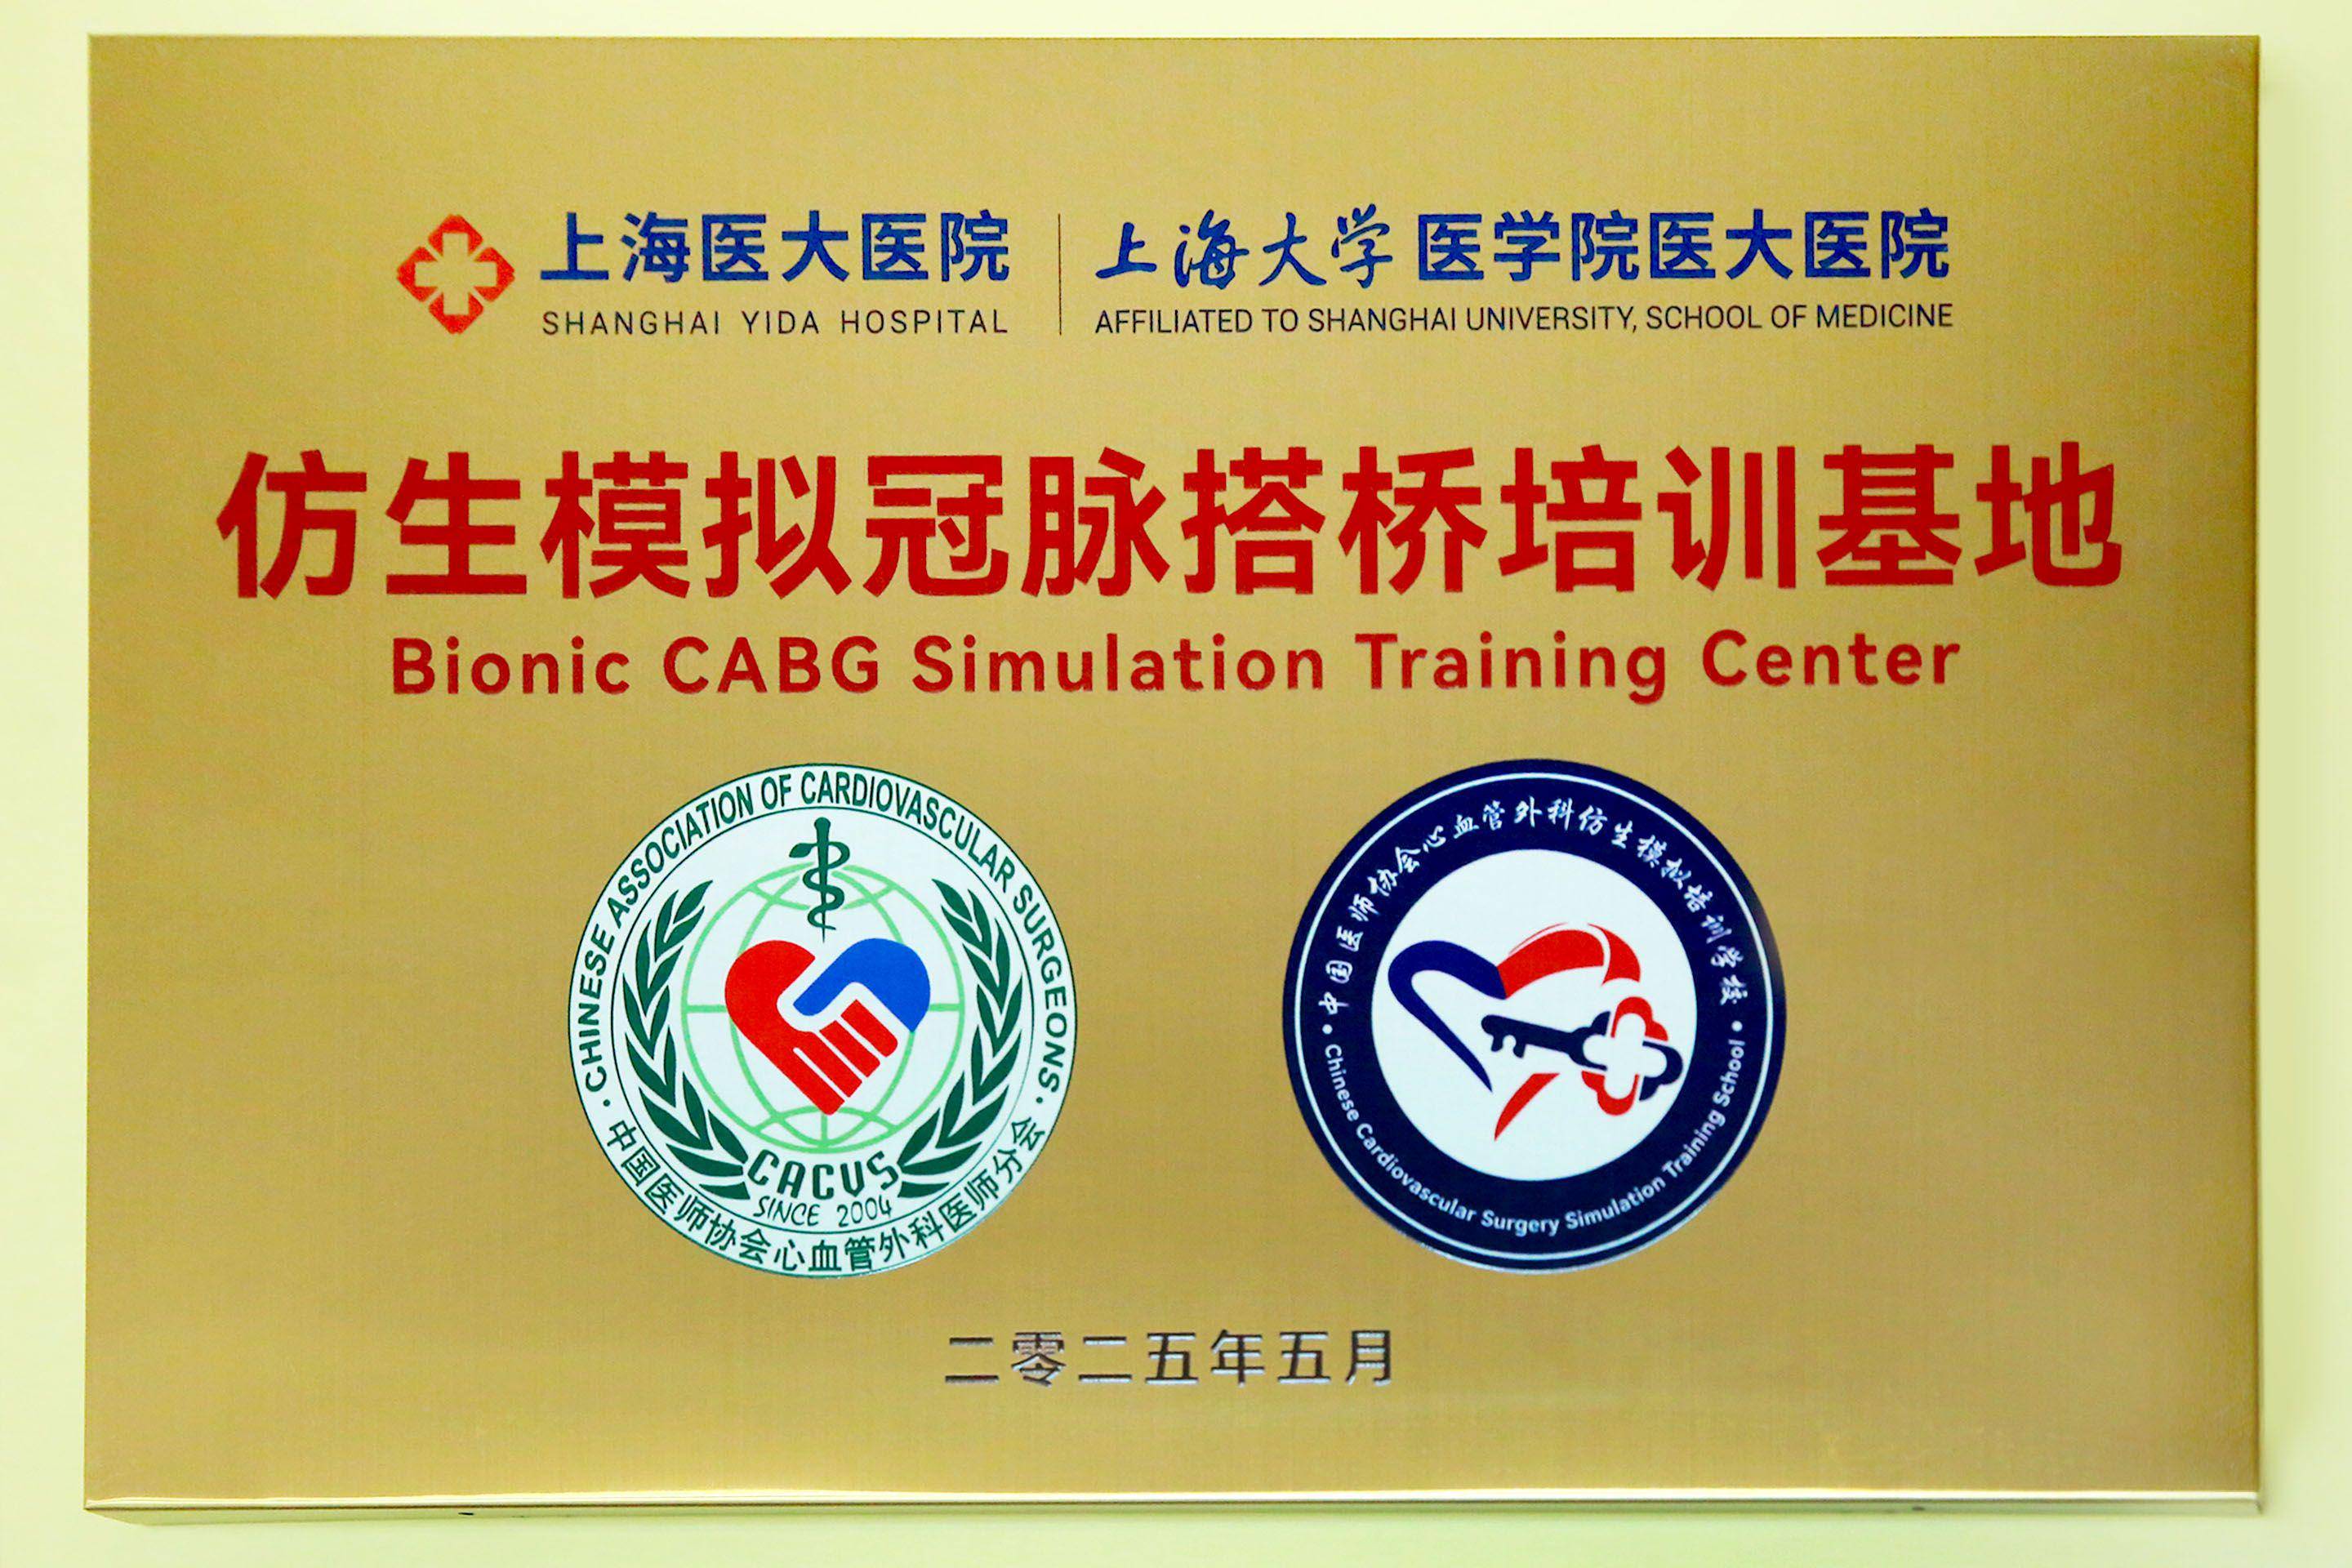 上海医大医院
SHANGHAI YIDA HOSPITAL
上海大学医学院医大医院
AFFILIATED TO SHANGHAI UNIVERSITY, SCHOOL OF MEDICINE
仿生模拟冠脉搭桥培训基地
Bionic CABG Simulation Training Center
CHINESE ASSOCIATION OF CARDIOVASCULAR SURGEONS
CACVS
SINCE 2004
中国医师协会心血管外科医师分会
中国医师协会心血管外科仿生模拟培训学校
Chinese Cardiovascular Surgery Simulation Training School
二零二五年五月